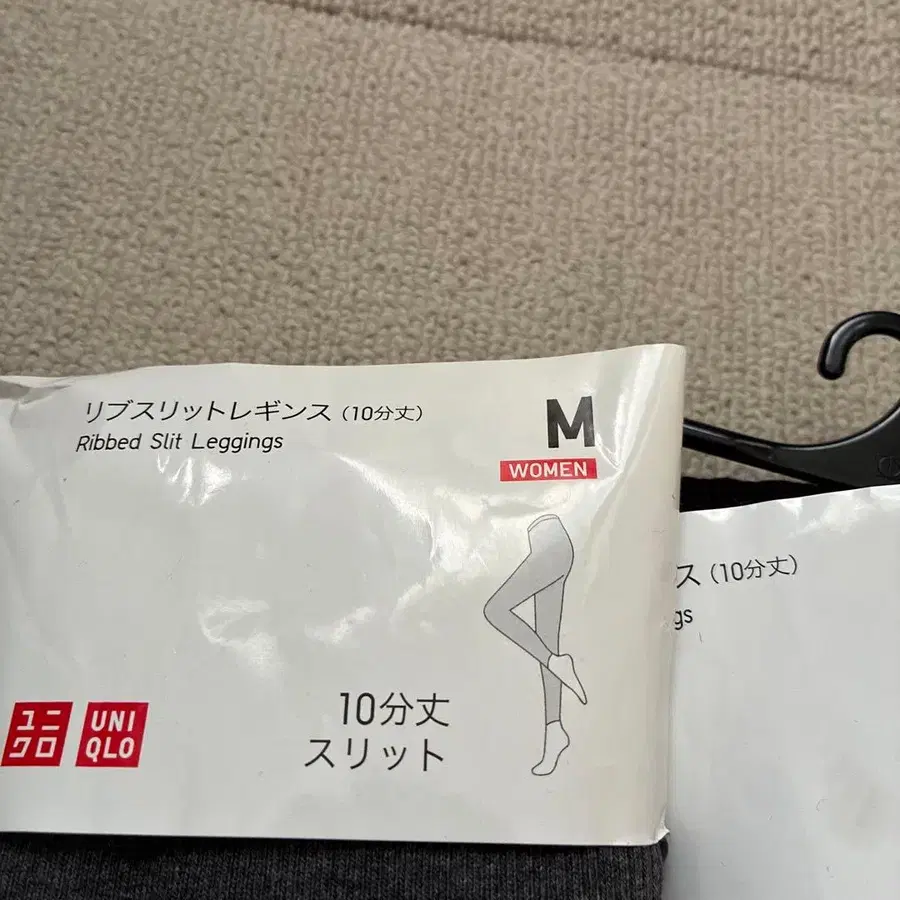 リブスリットレギンス（10分丈）
Ribbed Slit Leggings
M
WOMEN
10分丈
スリット
ユニ
クロ
UNI
QLO
ス（10分丈）
gs